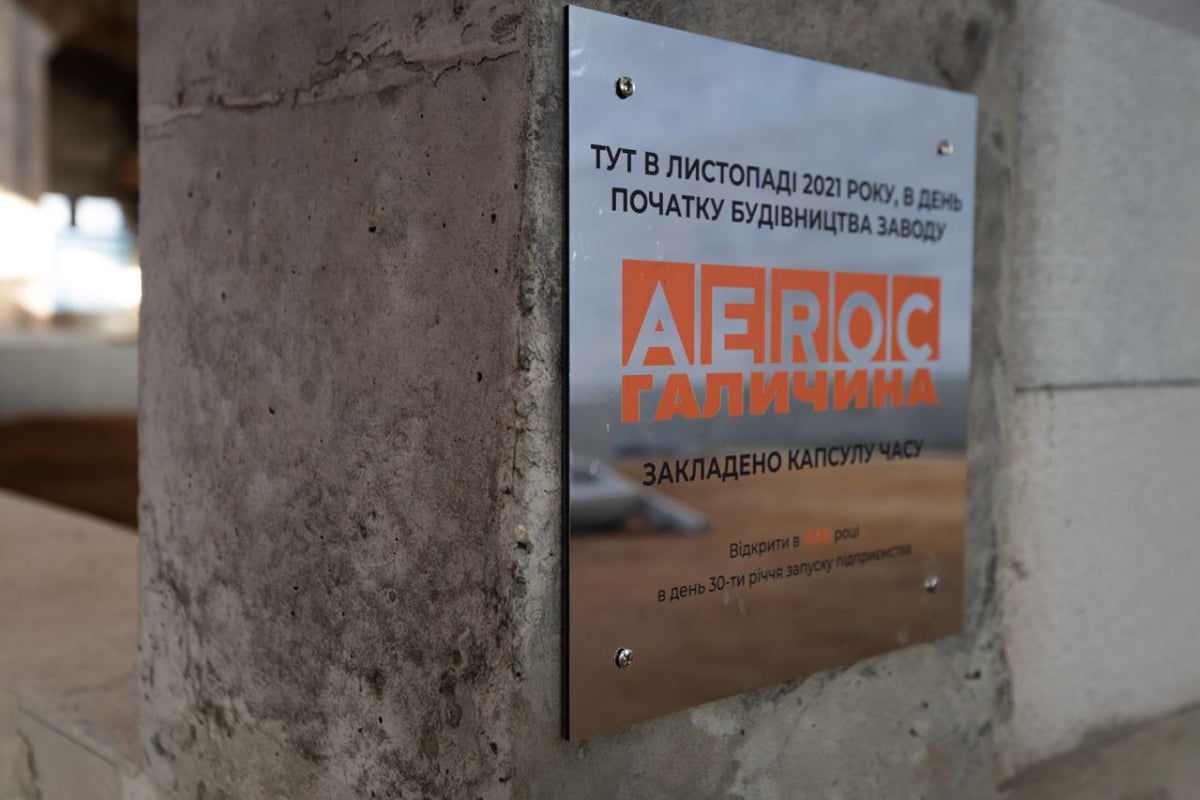 ТУТ В ЛИСТОПАДІ 2021 РОКУ, В ДЕНЬ
ПОЧАТКУ БУДІВНИЦТВА ЗАВОДУ
AEROC
ГАЛИЧИНА
ЗАКЛАДЕНО КАПСУЛУ ЧАСУ
Відкрити в році
в день 30-ти річчя запуску підприємства